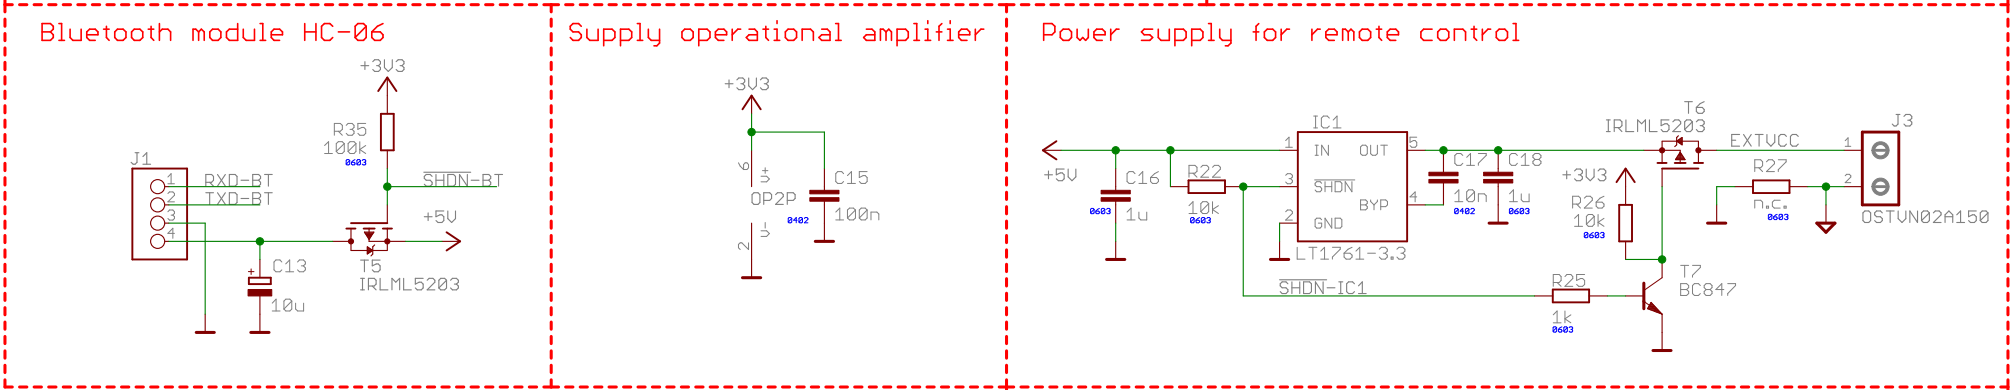 Bluetooth module HC-06
+3V3
R35
100k
0603
J1
1
RXD-BT
2
TXD-BT
3
4
SHDN-BT
+5V
+
C13
10u
T5
IRLML5203
Supply operational amplifier
+3V3
6
V+
OP2P
V-
2
C15
100n
0402
Power supply for remote control
+5V
C16
1u
0603
R22
10k
0603
IC1
1
IN
OUT
5
3
SHDN
BYP
4
2
GND
LT1761-3.3
SHDN-IC1
C17
10n
0402
C18
1u
0603
T6
IRLML5203
+3V3
R26
10k
0603
R25
1k
0603
T7
BC847
EXTVCC
R27
n.c.
0603
J3
1
2
OSTVN02A150